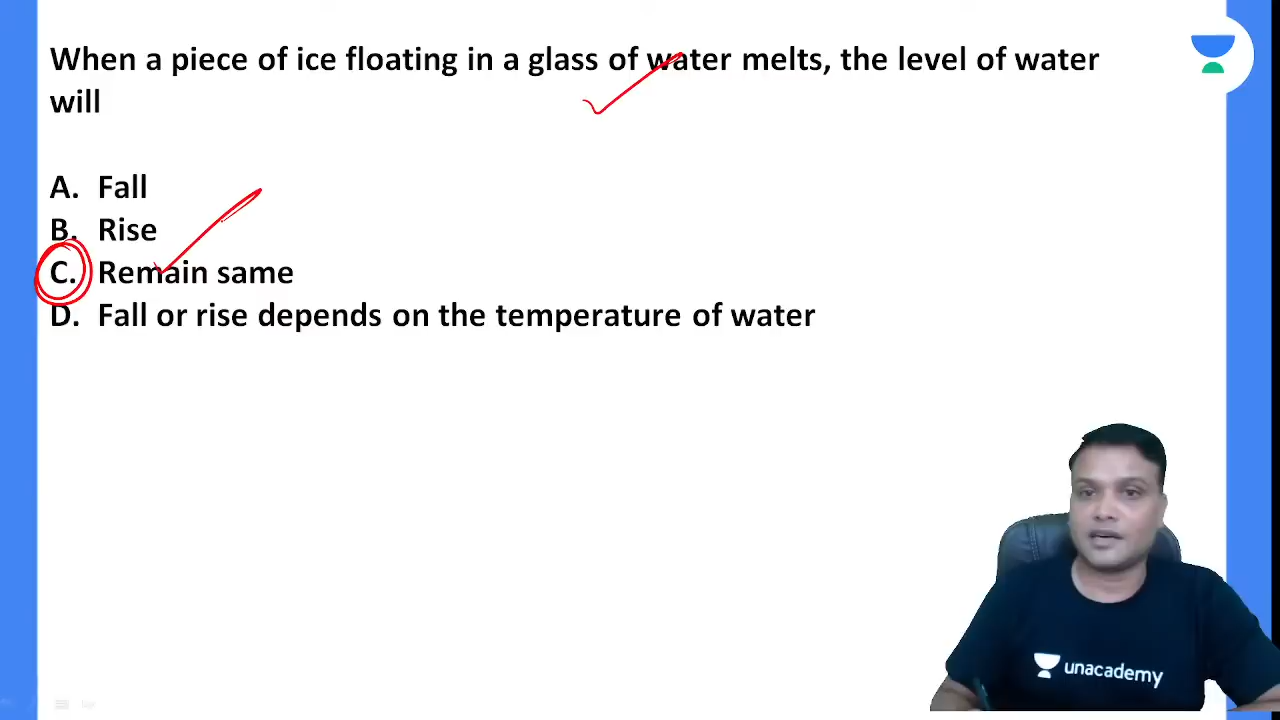 When a piece of ice floating in a glass of water melts, the level of water
will
A. Fall
B. Rise
C. Remain same
D. Fall or rise depends on the temperature of water
unacademy